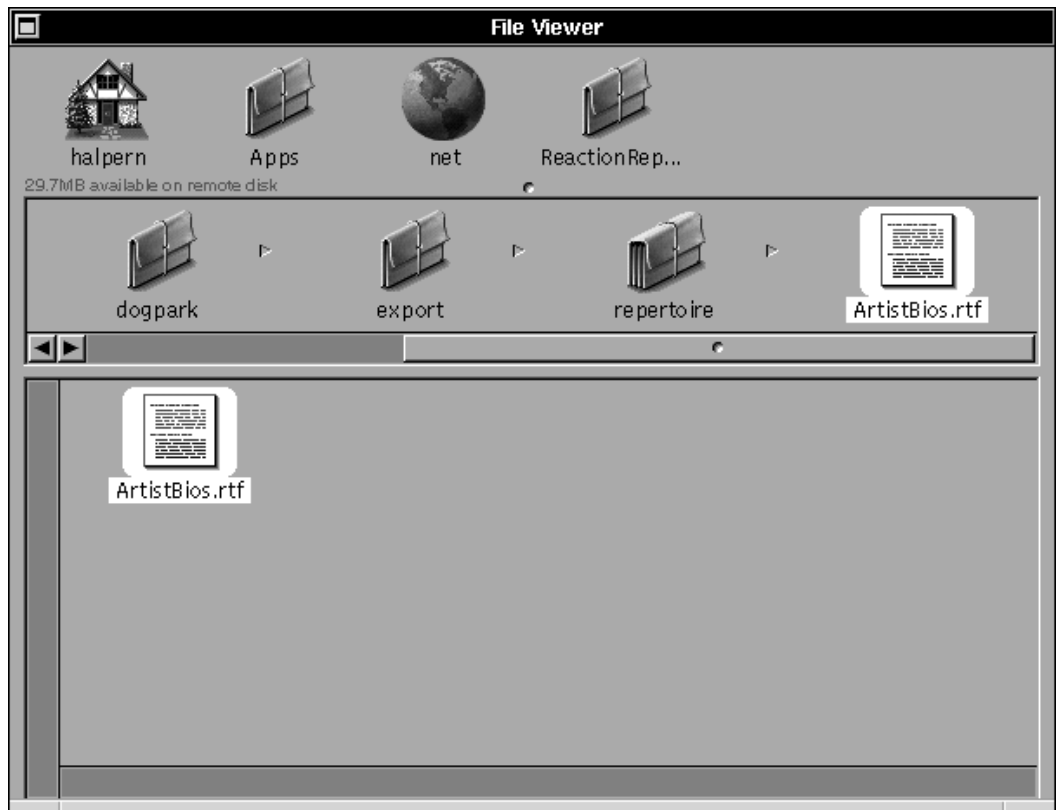 File Viewer
halpern Apps net ReactionRep...
29.7MB available on remote disk
dogpark export repertoire ArtistBios.rtf
ArtistBios.rtf